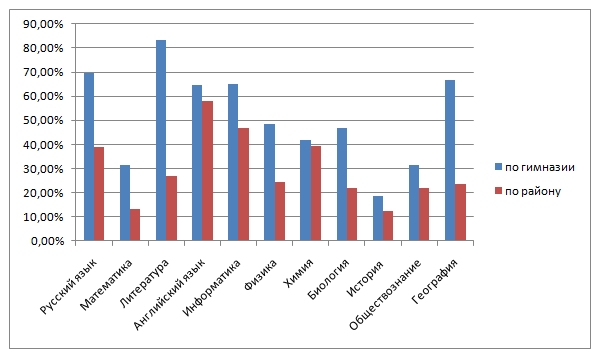 90,00%
80,00%
70,00%
60,00%
50,00%
40,00%
30,00%
20,00%
10,00%
0,00%
Русский язык
Математика
Литература
Английский язык
Информатика
Физика
Химия
Биология
История
Обществознание
География
по гимназии
по району